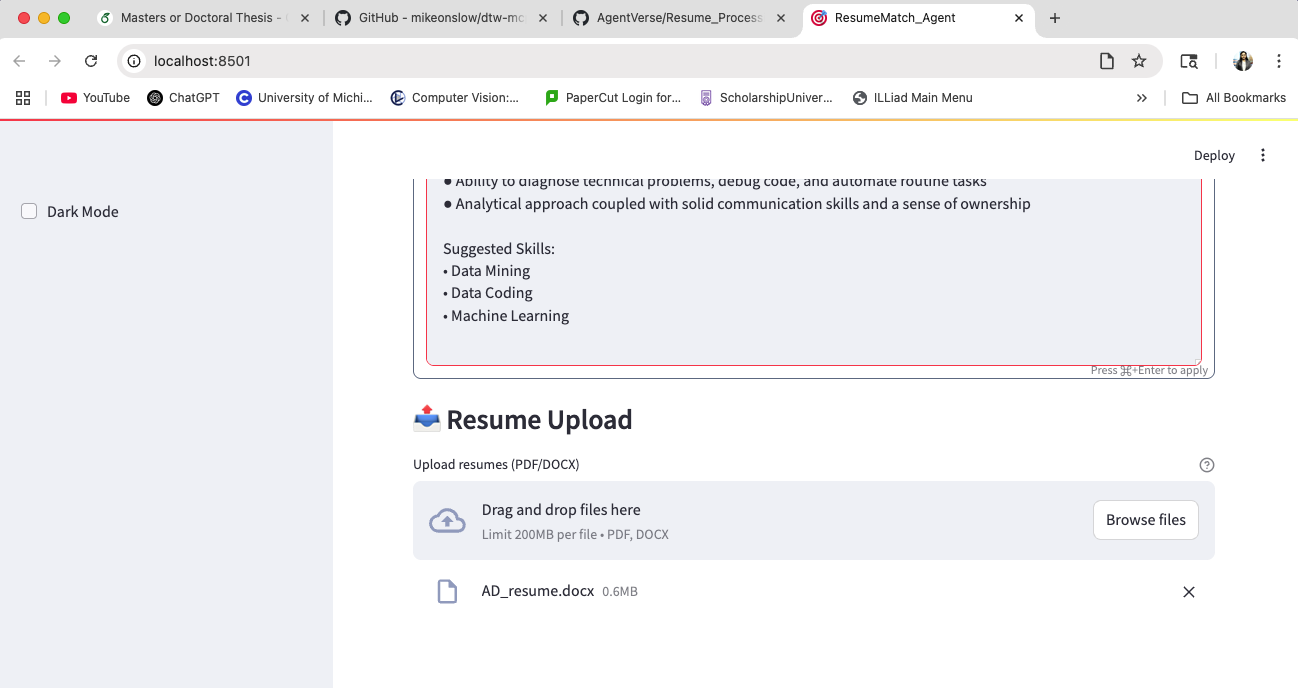 Masters or Doctoral Thesis -
GitHub - mikeonslow/dtw-mc
AgentVerse/Resume_Process
ResumeMatch_Agent
localhost:8501
YouTube
ChatGPT
University of Michi...
Computer Vision:...
PaperCut Login for...
ScholarshipUniver...
ILLiad Main Menu
All Bookmarks
Deploy
Dark Mode
● Ability to diagnose technical problems, debug code, and automate routine tasks
● Analytical approach coupled with solid communication skills and a sense of ownership
Suggested Skills:
• Data Mining
• Data Coding
• Machine Learning
Press ⌘+Enter to apply
Resume Upload
Upload resumes (PDF/DOCX)
Drag and drop files here
Limit 200MB per file • PDF, DOCX
Browse files
AD_resume.docx 0.6MB